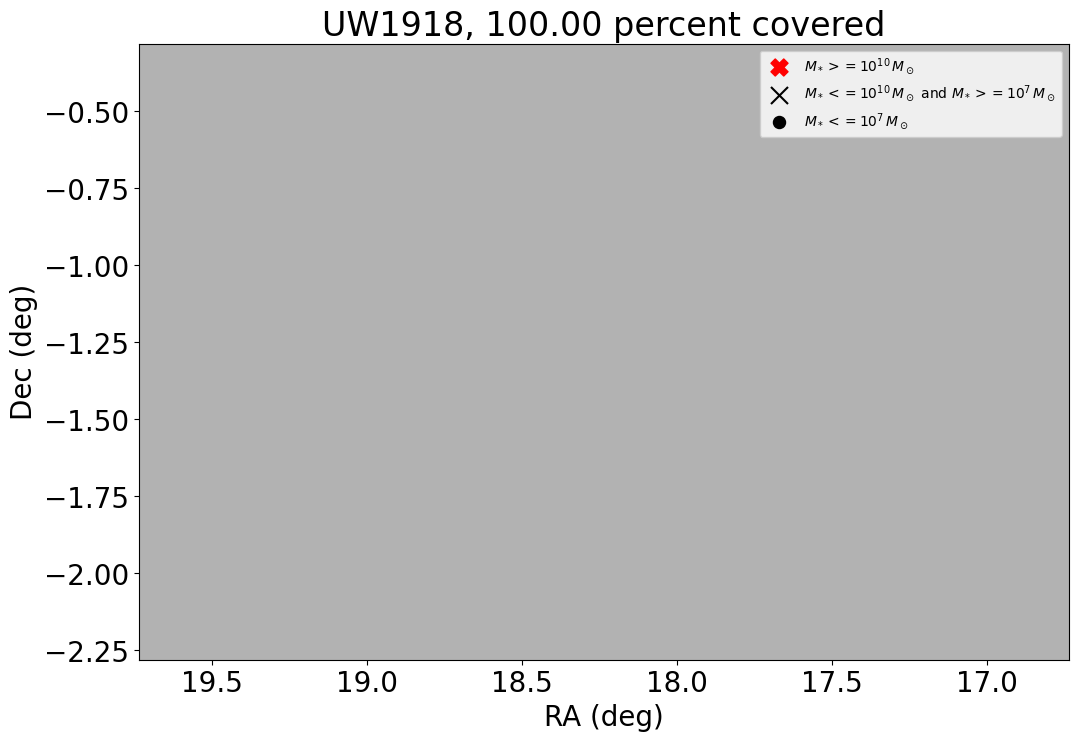 UW1918, 100.00 percent covered
M* >= 10^10 M⊙
M* <= 10^10 M⊙ and M* >= 10^7 M⊙
M* <= 10^7 M⊙
−0.50
−0.75
−1.00
−1.25
−1.50
−1.75
−2.00
−2.25
Dec (deg)
19.5 19.0 18.5 18.0 17.5 17.0
RA (deg)